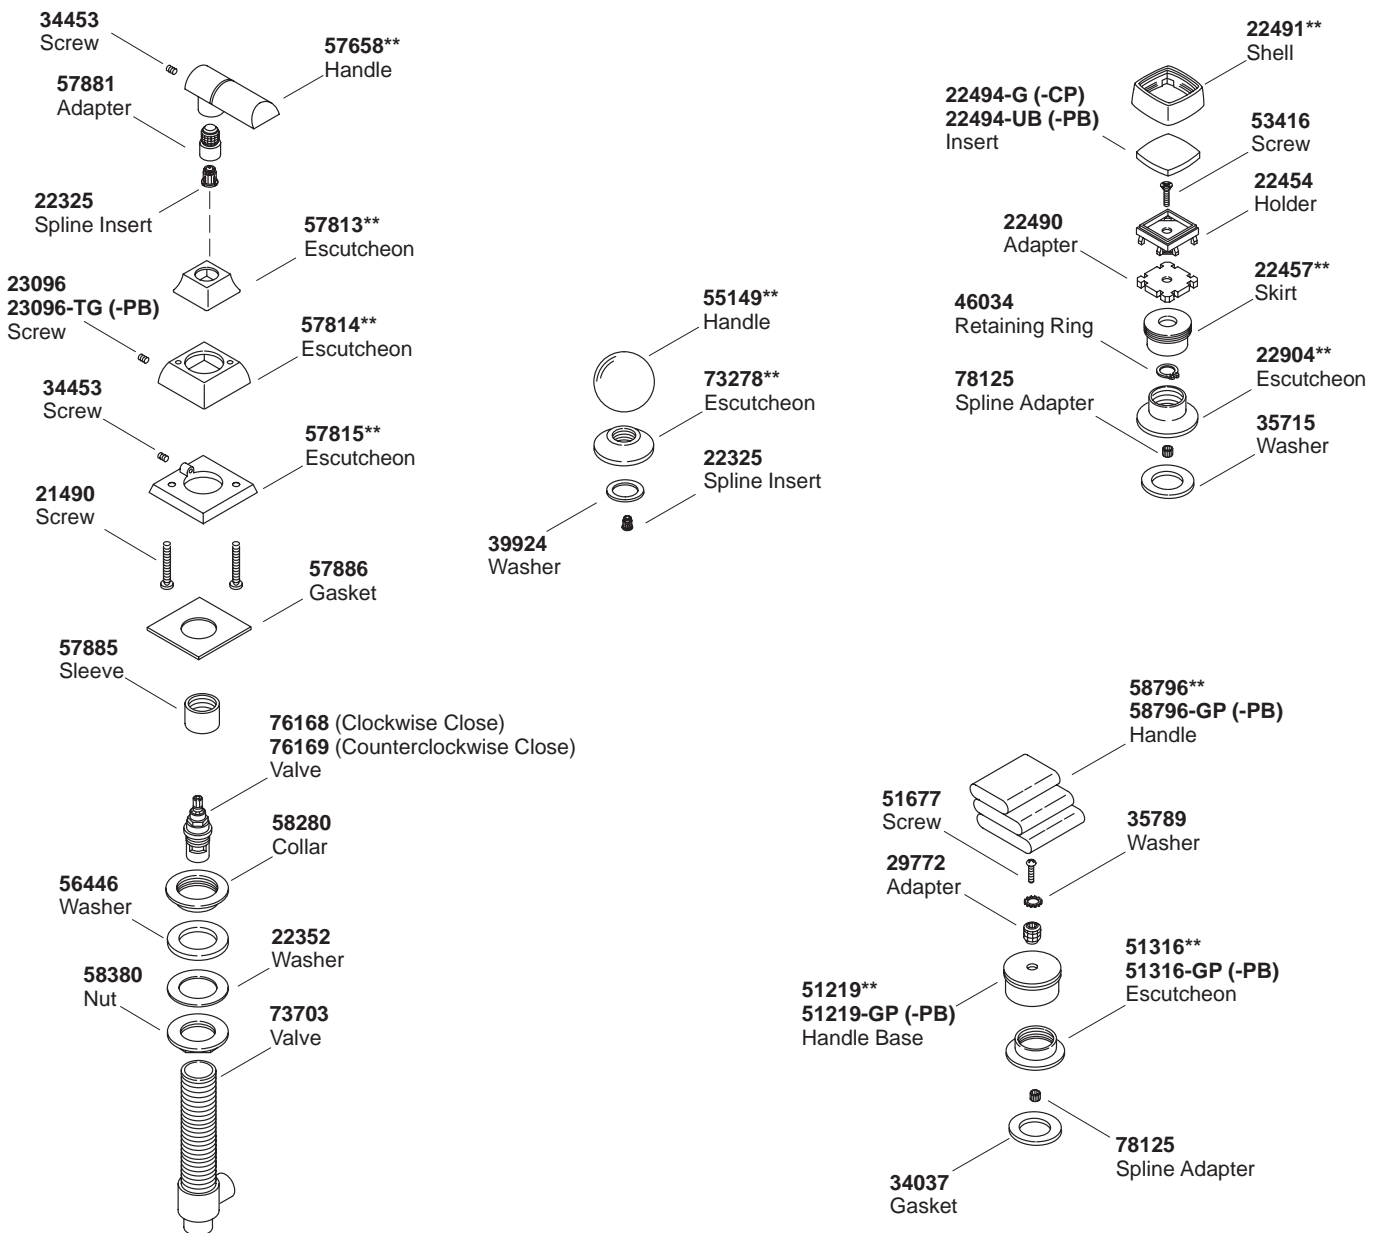 34453
Screw
57658**
Handle
57881
Adapter
22325
Spline Insert
57813**
Escutcheon
23096
23096-TG (-PB)
Screw
57814**
Escutcheon
34453
Screw
57815**
Escutcheon
21490
Screw
57886
Gasket
57885
Sleeve
76168 (Clockwise Close)
76169 (Counterclockwise Close)
Valve
58280
Collar
56446
Washer
22352
Washer
58380
Nut
73703
Valve
55149**
Handle
73278**
Escutcheon
22325
Spline Insert
39924
Washer
22491**
Shell
22494-G (-CP)
22494-UB (-PB)
Insert
53416
Screw
22454
Holder
22490
Adapter
22457**
Skirt
46034
Retaining Ring
22904**
Escutcheon
78125
Spline Adapter
35715
Washer
58796**
58796-GP (-PB)
Handle
51677
Screw
35789
Washer
29772
Adapter
51316**
51316-GP (-PB)
Escutcheon
51219**
51219-GP (-PB)
Handle Base
78125
Spline Adapter
34037
Gasket